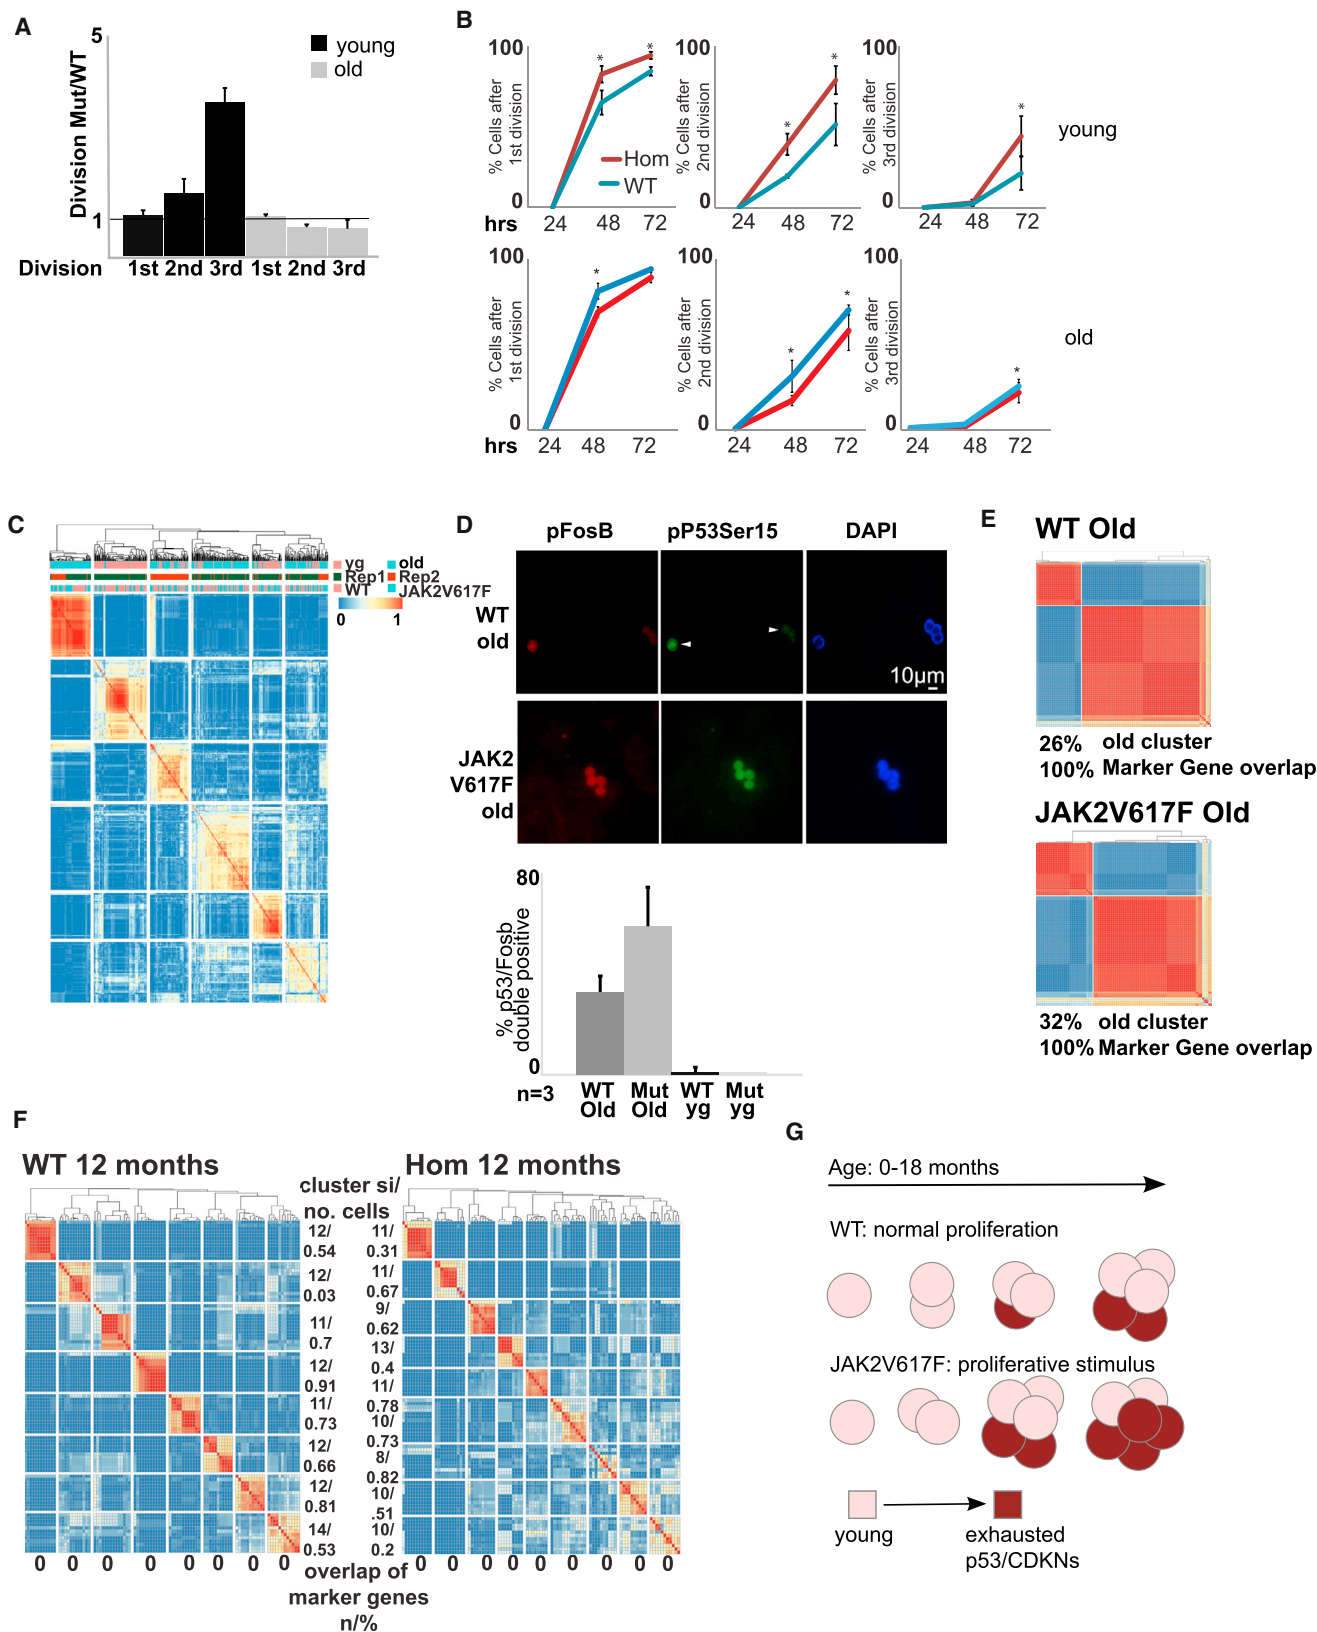 A
5
1
Division Mut/WT
young
old
Division 1st 2nd 3rd 1st 2nd 3rd
B
100
0
% Cells after
1st division
* *
Hom
WT
hrs 24 48 72
100
0
% Cells after
2nd division
* *
24 48 72
100
0
% Cells after
3rd division
*
24 48 72
young
100
0
% Cells after
1st division
*
hrs 24 48 72
100
0
% Cells after
2nd division
* *
24 48 72
100
0
% Cells after
3rd division
*
24 48 72
old
C
yg old
Rep1 Rep2
WT JAK2V617F
0 1
D
pFosB pP53Ser15 DAPI
WT
old
10µm
JAK2
V617F
old
80
0
% p53/Fosb
double positive
n=3
WT Old
Mut Old
WT yg
Mut yg
E
WT Old
26% old cluster
100% Marker Gene overlap
JAK2V617F Old
32% old cluster
100% Marker Gene overlap
F
WT 12 months
Hom 12 months
cluster si/
no. cells
12/ 11/
0.54 0.31
12/ 11/
0.03 0.67
11/ 9/
0.7 0.62
12/ 13/
0.91 0.4
11/ 11/
0.73 0.78
12/ 10/
0.66 0.73
12/ 8/
0.81 0.82
14/ 10/
0.53 .51
10/
0.2
0 0 0 0 0 0 0 0
0 0 0 0 0 0 0 0 0
overlap of
marker genes
n/%
G
Age: 0-18 months
WT: normal proliferation
JAK2V617F: proliferative stimulus
young
exhausted
p53/CDKNs